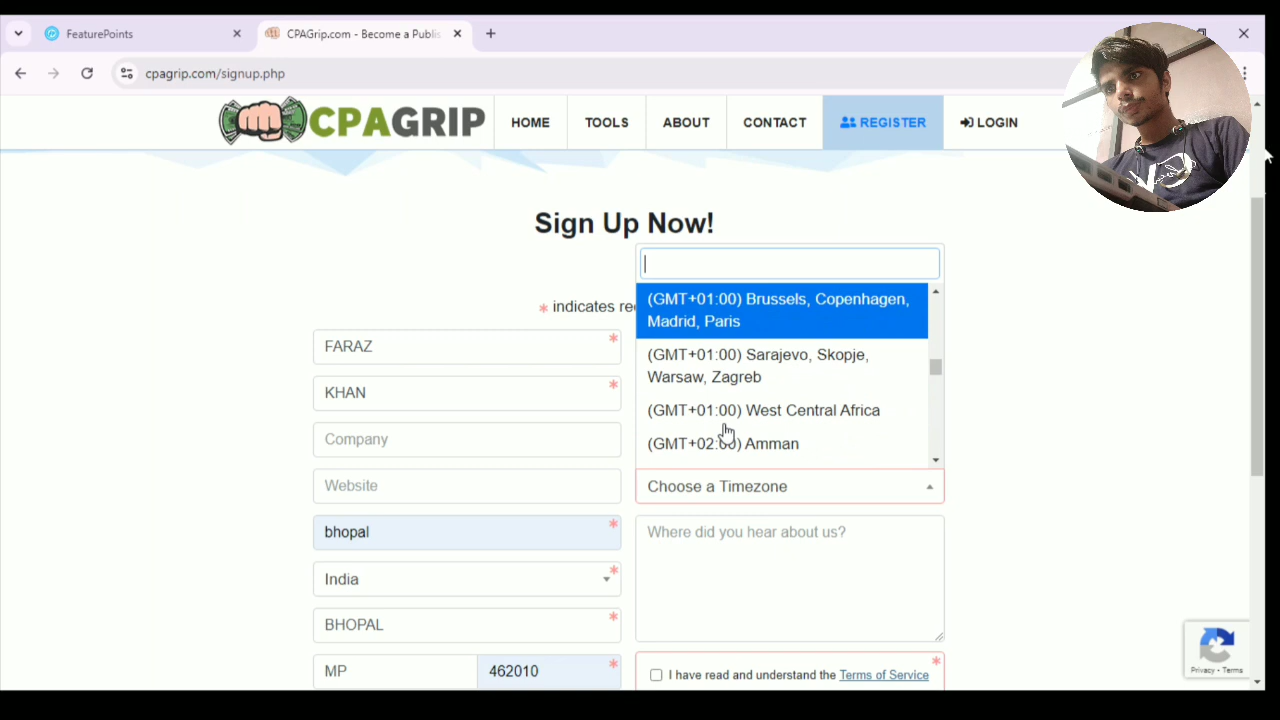 FeaturePoints
CPAGrip.com - Become a Publis
cpagrip.com/signup.php
CPAGRIP
HOME
TOOLS
ABOUT
CONTACT
REGISTER
LOGIN
Sign Up Now!
* indicates re
FARAZ
KHAN
Company
Website
bhopal
India
BHOPAL
MP
462010
(GMT+01:00) Brussels, Copenhagen,
Madrid, Paris
(GMT+01:00) Sarajevo, Skopje,
Warsaw, Zagreb
(GMT+01:00) West Central Africa
(GMT+02:00) Amman
Choose a Timezone
Where did you hear about us?
I have read and understand the Terms of Service
Privacy - Terms